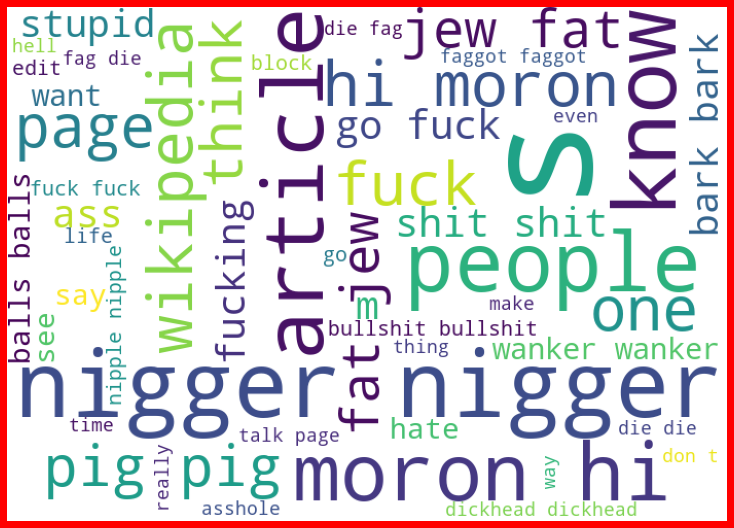 stupid
hell
edit
fag die
want
page
wikipedia
think
block
article
die fag
jew fat
hi moron
faggot faggot
go fuck
even
know
bark bark
s
fuck fuck
ass
life
fuck
shit shit
people
balls balls
say
see
nipple nipple
fucking
go
fat jew
m
make
one
bullshit bullshit
thing
wanker wanker
nigger nigger
time
talk page
hate
die die
don t
pig pig
really
moron hi
way
asshole
dickhead dickhead